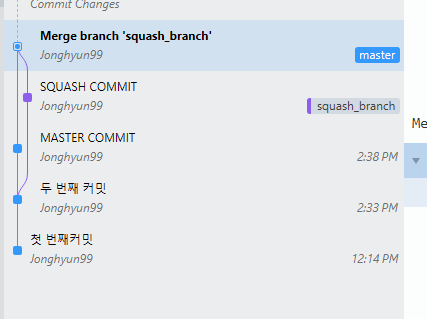 Commit Changes
Merge branch 'squash_branch'
Jonghyun99
master
SQUASH COMMIT
Jonghyun99
squash_branch
MASTER COMMIT
Jonghyun99
2:38 PM
두 번째 커밋
Jonghyun99
2:33 PM
첫 번째커밋
Jonghyun99
12:14 PM
Me